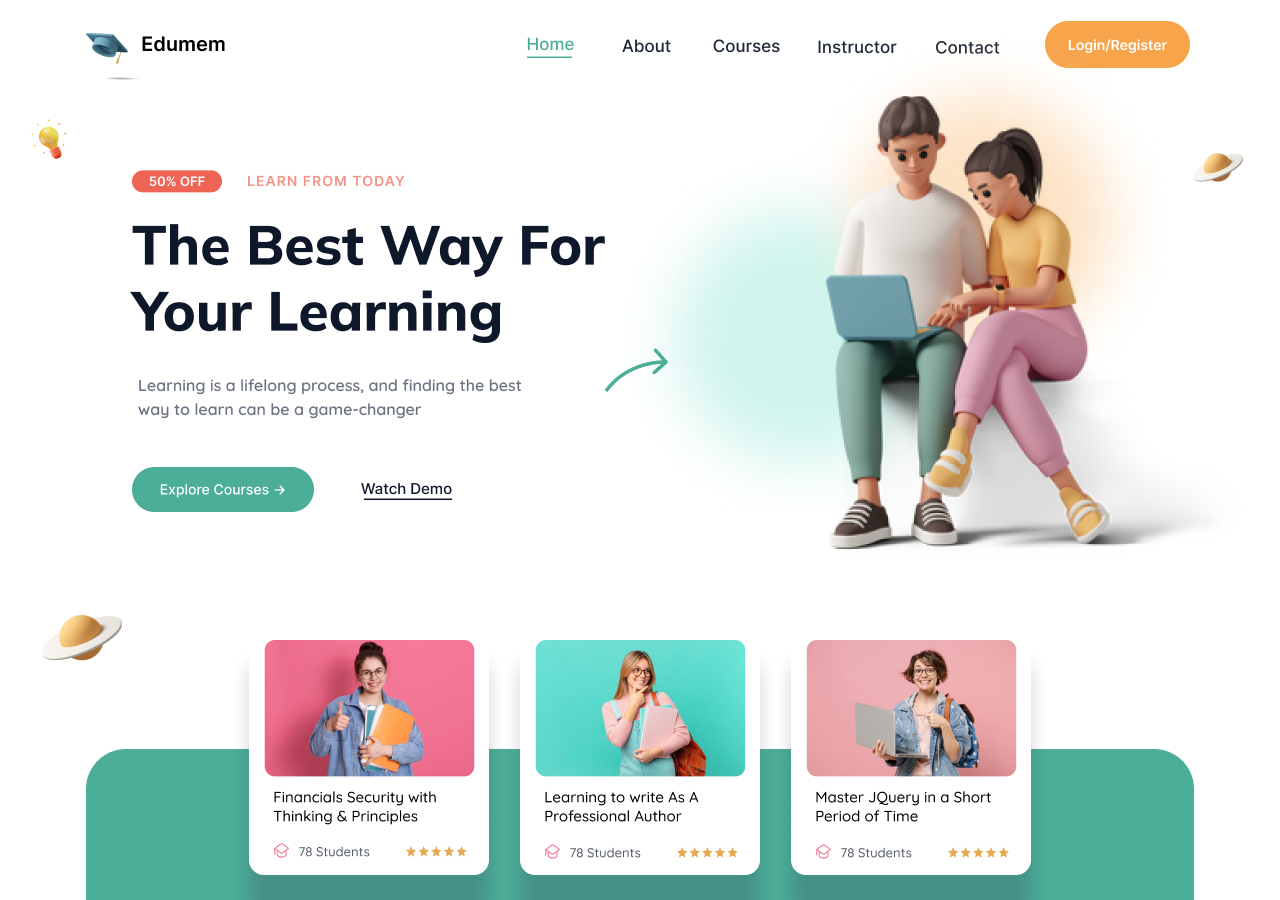 Edumem
Home
About
Courses
Instructor
Contact
Login/Register
50% OFF
LEARN FROM TODAY
The Best Way For
Your Learning
Learning is a lifelong process, and finding the best
way to learn can be a game-changer
Explore Courses →
Watch Demo
Financials Security with
Thinking & Principles
78 Students
Learning to write As A
Professional Author
78 Students
Master JQuery in a Short
Period of Time
78 Students